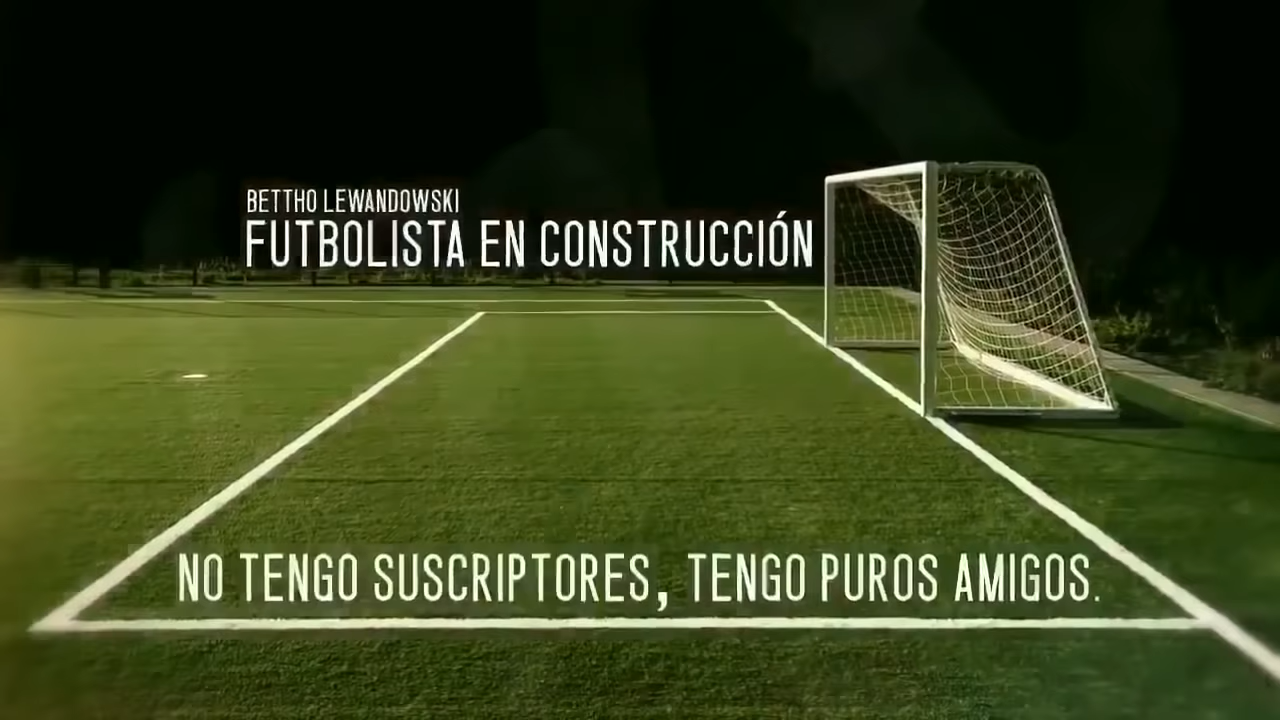 BETTHO LEWANDOWSKI
FUTBOLISTA EN CONSTRUCCIÓN
NO TENGO SUSCRIPTORES, TENGO PUROS AMIGOS.